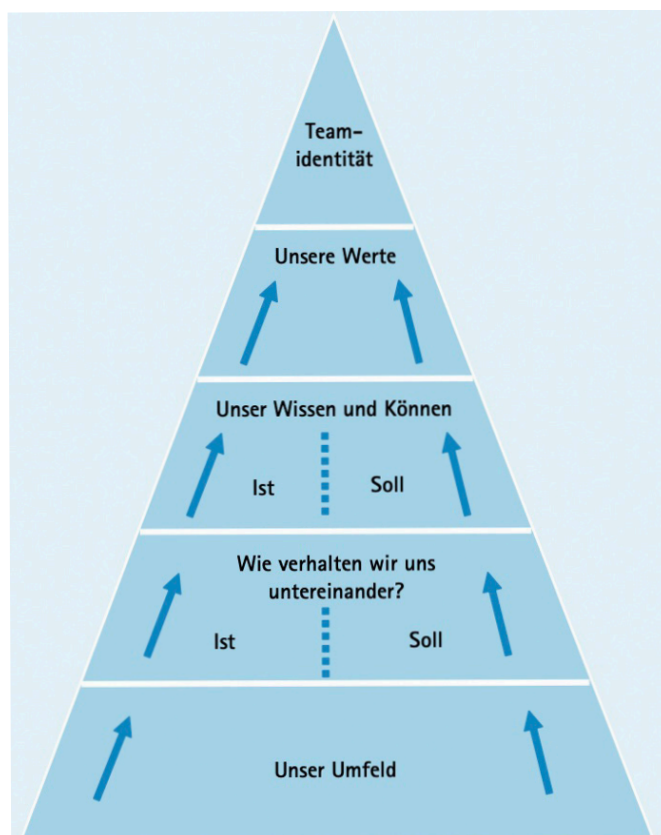 Team-
identität
Unsere Werte
Unser Wissen und Können
Ist
Soll
Wie verhalten wir uns
untereinander?
Ist
Soll
Unser Umfeld